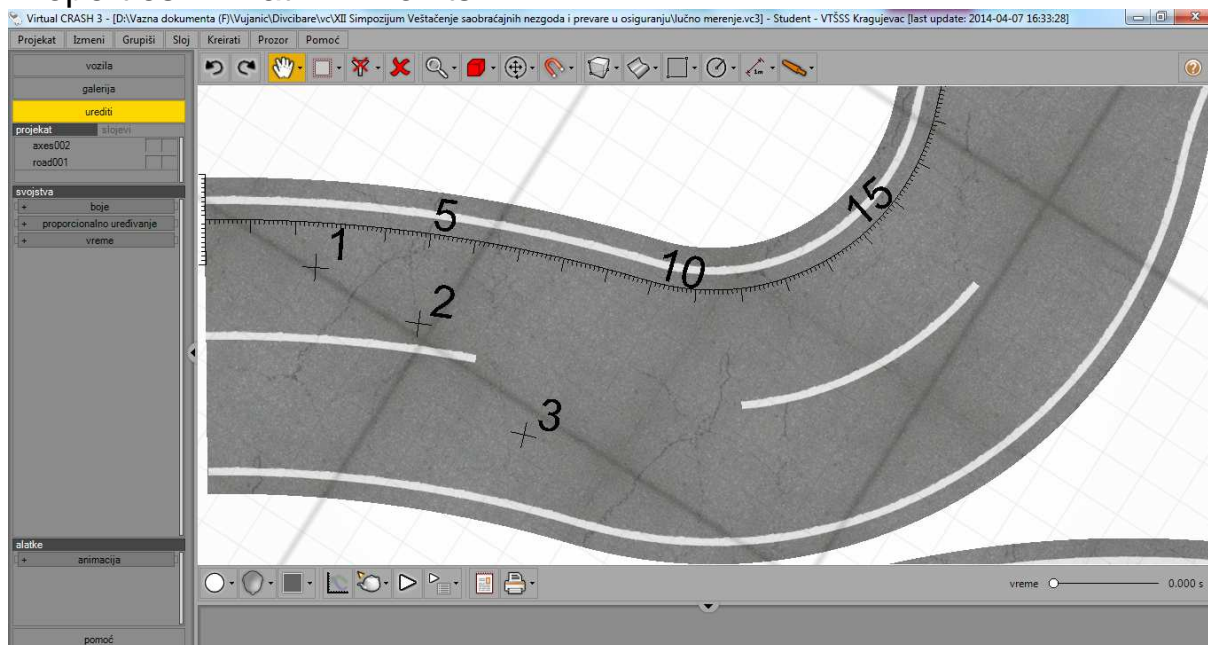 Virtual CRASH 3 - [D:\Vazna dokumenta (F)\Vujanic\Divcibare\vc\XII Simpozijum Veštačenje saobraćajnih nezgoda i prevare u osiguranju\lučno merenje.vc3] - Student - VTŠSS Kragujevac [last update: 2014-04-07 16:33:28]
Projekat Izmeni Grupiši Sloj Kreirati Prozor Pomoć
vozila
galerija
urediti
projekat slojevi
axes002
road001
svojstva
+ boje
+ proporcionalno uređivanje
+ vreme
1m
5
1
10
15
2
3
alatke
+ animacija
vreme 0.000 s
pomoć